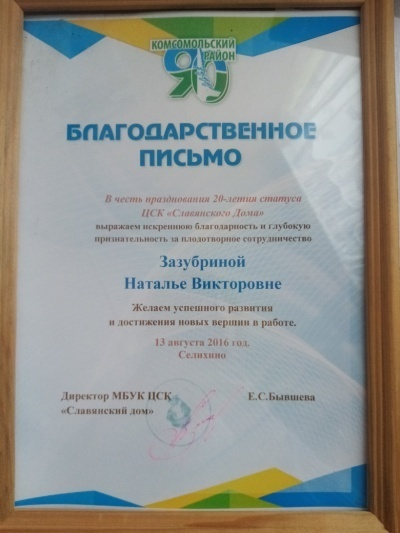 КОМСОМОЛЬСКИЙ
РАЙОН
90
БЛАГОДАРСТВЕННОЕ
ПИСЬМО
В честь празднования 20-летия статуса
ЦСК «Славянского Дома»
выражаем искреннюю благодарность и глубокую
признательность за плодотворное сотрудничество
Зазубриной
Наталье Викторовне
Желаем успешного развития
и достижения новых вершин в работе.
13 августа 2016 год.
Селихино
Директор МБУК ЦСК Е.С.Бывшева
«Славянский дом»